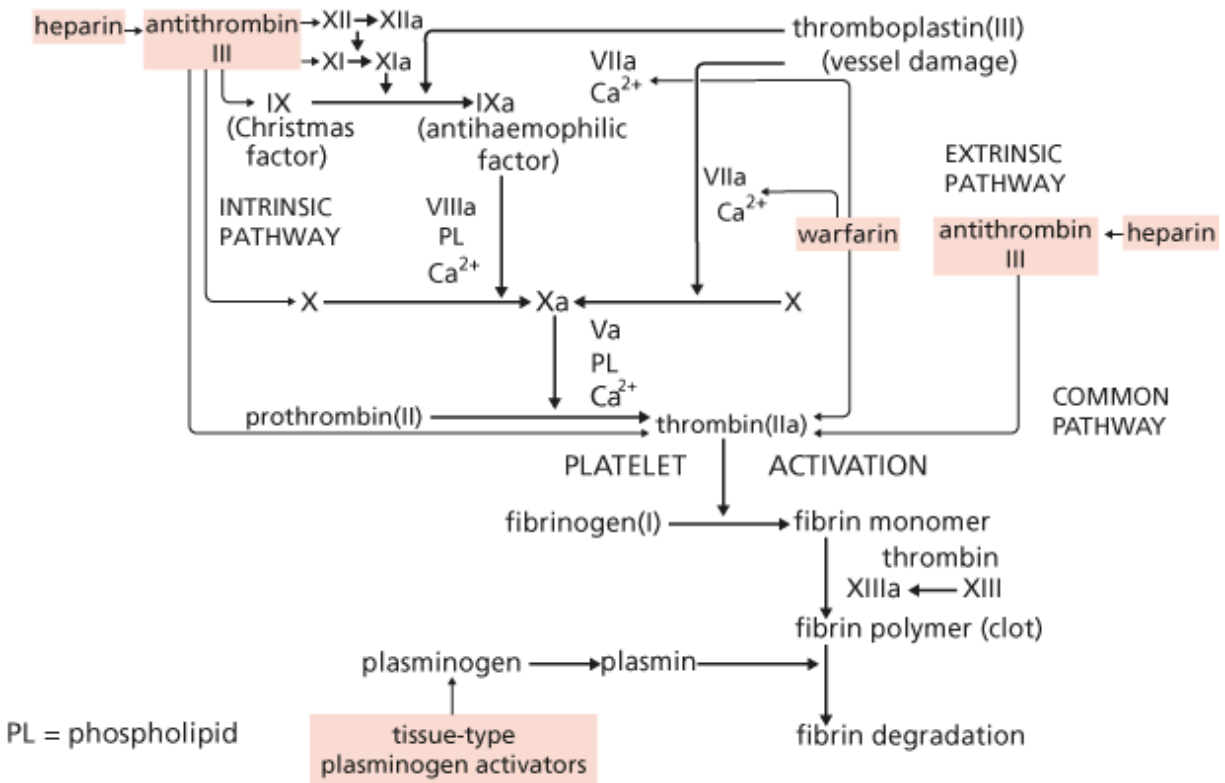 heparin
antithrombin
III
XII
XIIa
XI
XIa
thromboplastin(III)
(vessel damage)
VIIa
Ca2+
IX
(Christmas
factor)
IXa
(antihaemophilic
factor)
EXTRINSIC
PATHWAY
VIIa
Ca2+
INTRINSIC
PATHWAY
VIIIa
PL
Ca2+
warfarin
antithrombin
III
heparin
X
Xa
X
Va
PL
Ca2+
COMMON
PATHWAY
prothrombin(II)
thrombin(IIa)
PLATELET
ACTIVATION
fibrinogen(I)
fibrin monomer
thrombin
XIIIa
XIII
fibrin polymer (clot)
plasminogen
plasmin
PL = phospholipid
tissue-type
plasminogen activators
fibrin degradation